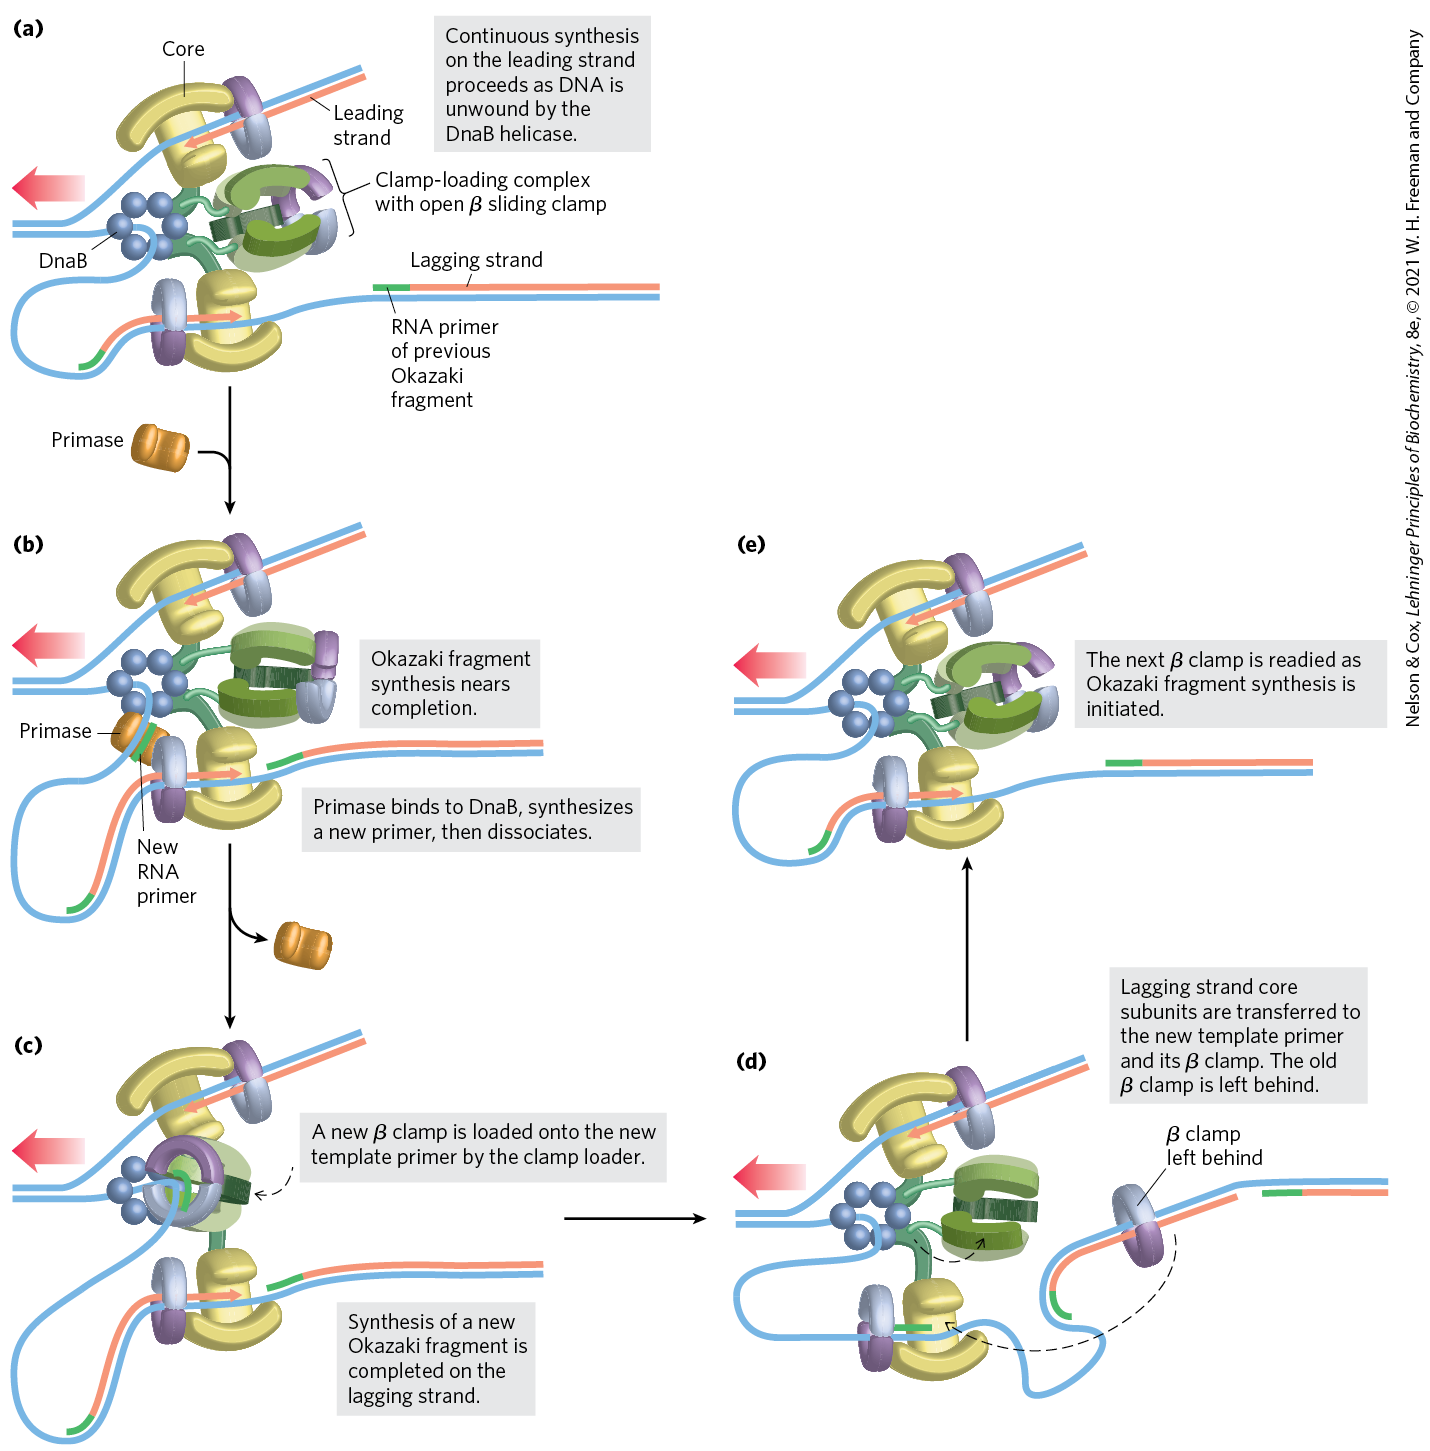 (a)
Core
Continuous synthesis
on the leading strand
proceeds as DNA is
unwound by the
DnaB helicase.
Leading
strand
Clamp-loading complex
with open β sliding clamp
DnaB
Lagging strand
RNA primer
of previous
Okazaki
fragment
Primase
(b)
Okazaki fragment
synthesis nears
completion.
Primase
Primase binds to DnaB, synthesizes
a new primer, then dissociates.
New
RNA
primer
(c)
A new β clamp is loaded onto the new
template primer by the clamp loader.
Synthesis of a new
Okazaki fragment is
completed on the
lagging strand.
(d)
Lagging strand core
subunits are transferred to
the new template primer
and its β clamp. The old
β clamp is left behind.
β clamp
left behind
(e)
The next β clamp is readied as
Okazaki fragment synthesis is
initiated.
Nelson & Cox, Lehninger Principles of Biochemistry, 8e, © 2021 W. H. Freeman and Company